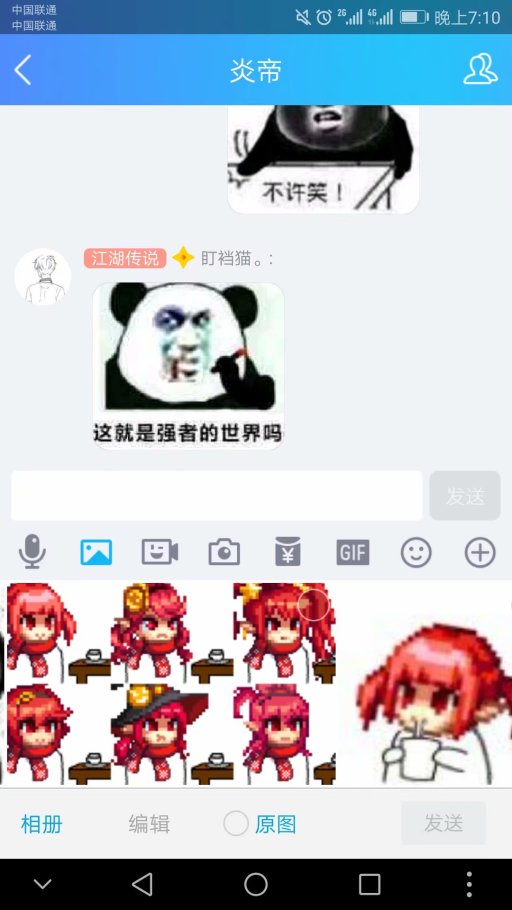 中国联通
中国联通
2G 4G 晚上7:10
炎帝
不许笑！
江湖传说 盯裆猫。:
这就是强者的世界吗
发送
GIF
相册 编辑 原图 发送